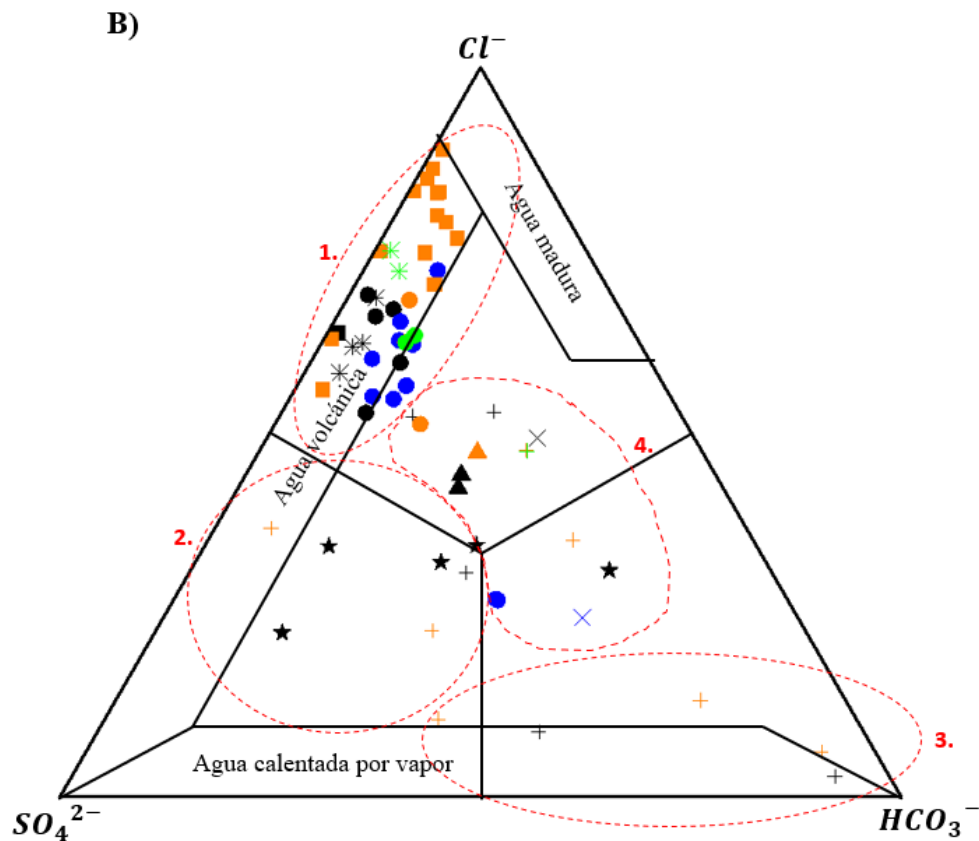 B)
Cl⁻
Agua madura
1.
Agua volcánica
4.
2.
3.
Agua calentada por vapor
SO₄²⁻
HCO₃⁻